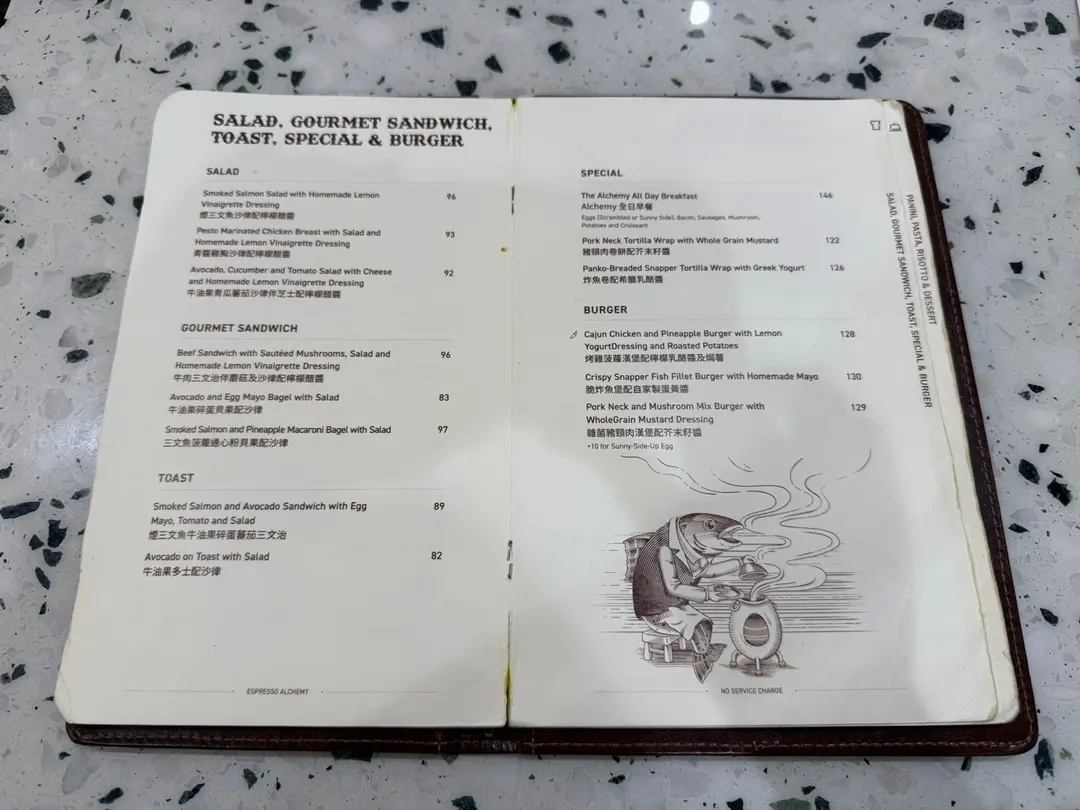 SALAD, GOURMET SANDWICH,
TOAST, SPECIAL & BURGER
SALAD
Smoked Salmon Salad with Homemade Lemon 96
Vinaigrette Dressing
煙三文魚沙律配檸檬醋醬
Pesto Marinated Chicken Breast with Salad and 93
Homemade Lemon Vinaigrette Dressing
青醬雞胸沙律配檸檬醋醬
Avocado, Cucumber and Tomato Salad with Cheese 92
and Homemade Lemon Vinaigrette Dressing
牛油果青瓜蕃茄沙律伴芝士配檸檬醋醬
GOURMET SANDWICH
Beef Sandwich with Sautéed Mushrooms, Salad and 96
Homemade Lemon Vinaigrette Dressing
牛肉三文治伴蘑菇及沙律配檸檬醋醬
Avocado and Egg Mayo Bagel with Salad 83
牛油果碎蛋貝果配沙律
Smoked Salmon and Pineapple Macaroni Bagel with Salad 97
三文魚菠蘿通心粉貝果配沙律
TOAST
Smoked Salmon and Avocado Sandwich with Egg 89
Mayo, Tomato and Salad
煙三文魚牛油果碎蛋蕃茄三文治
Avocado on Toast with Salad 82
牛油果多士配沙律
ESPRESSO ALCHEMY
SPECIAL
The Alchemy All Day Breakfast 146
Alchemy 全日早餐
Eggs (Scrambled or Sunny Side), Bacon, Sausages, Mushroom,
Potatoes and Croissant
Pork Neck Tortilla Wrap with Whole Grain Mustard 122
豬頸肉卷餅配芥末籽醬
Panko-Breaded Snapper Tortilla Wrap with Greek Yogurt 126
炸魚卷配希臘乳酪醬
BURGER
Cajun Chicken and Pineapple Burger with Lemon 128
YogurtDressing and Roasted Potatoes
烤雞菠蘿漢堡配檸檬乳酪醬及焗薯
Crispy Snapper Fish Fillet Burger with Homemade Mayo 130
脆炸魚堡配自家製蛋黃醬
Pork Neck and Mushroom Mix Burger with 129
WholeGrain Mustard Dressing
雜菌豬頸肉漢堡配芥末籽醬
+10 for Sunny-Side-Up Egg
NO SERVICE CHARGE
SALAD, GOURMET SANDWICH, TOAST, SPECIAL & BURGER
PANINI, PASTA, RISOTTO & DESSERT